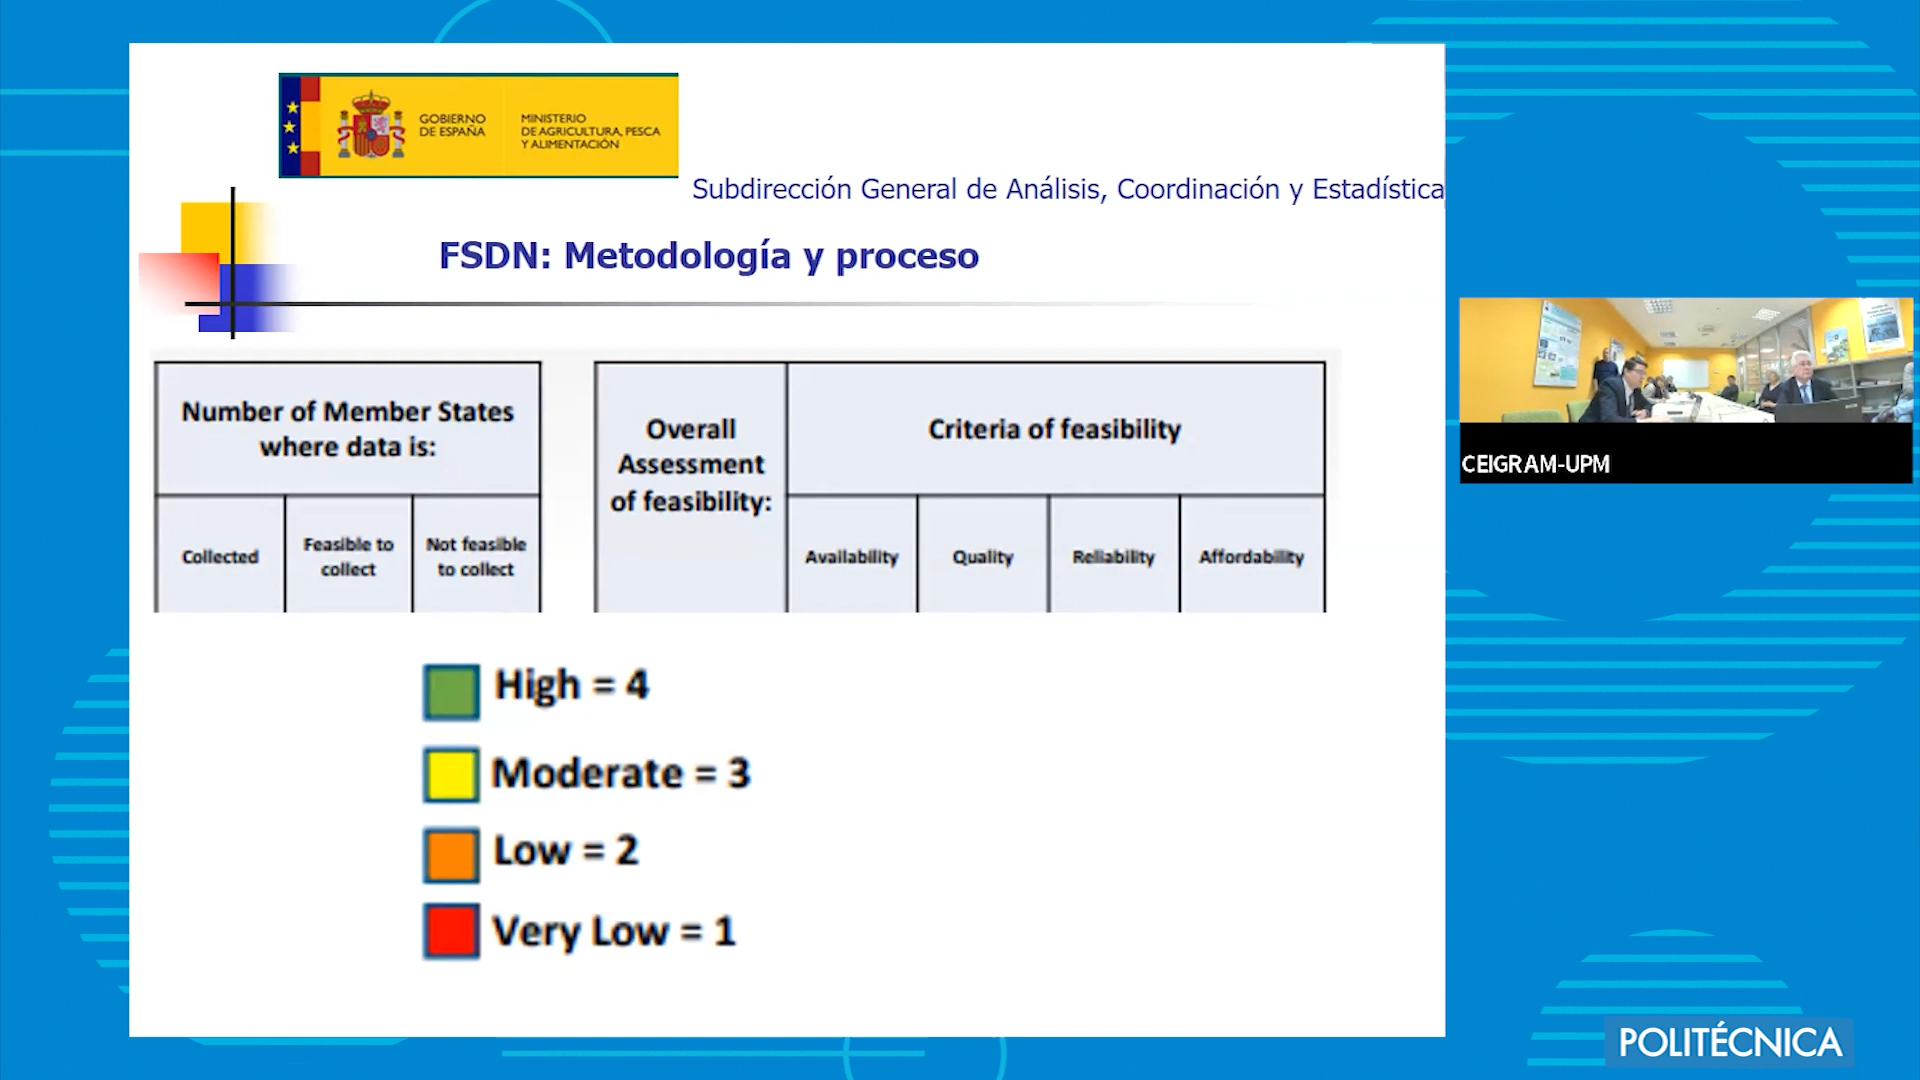 GOBIERNO
DE ESPAÑA
MINISTERIO
DE AGRICULTURA, PESCA
Y ALIMENTACIÓN
Subdirección General de Análisis, Coordinación y Estadística
FSDN: Metodología y proceso
Number of Member States
where data is:
Collected
Feasible to
collect
Not feasible
to collect
Overall
Assessment
of feasibility:
Criteria of feasibility
Availability
Quality
Reliability
Affordability
High = 4
Moderate = 3
Low = 2
Very Low = 1
CEIGRAM-UPM
POLITÉCNICA